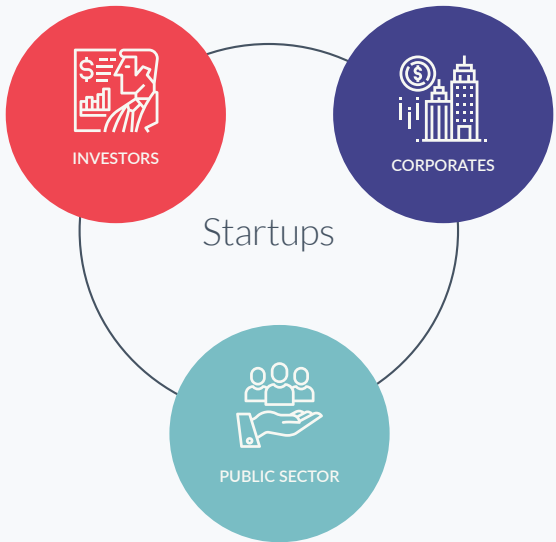 $
$
INVESTORS
CORPORATES
Startups
PUBLIC SECTOR